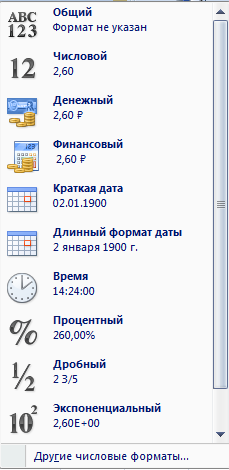 ABC
123
Общий
Формат не указан
12
Числовой
2,60
Денежный
2,60 ₽
Финансовый
2,60 ₽
Краткая дата
02.01.1900
Длинный формат даты
2 января 1900 г.
Время
14:24:00
%
Процентный
260,00%
½
Дробный
2 3/5
10²
Экспоненциальный
2,60E+00
Другие числовые форматы...